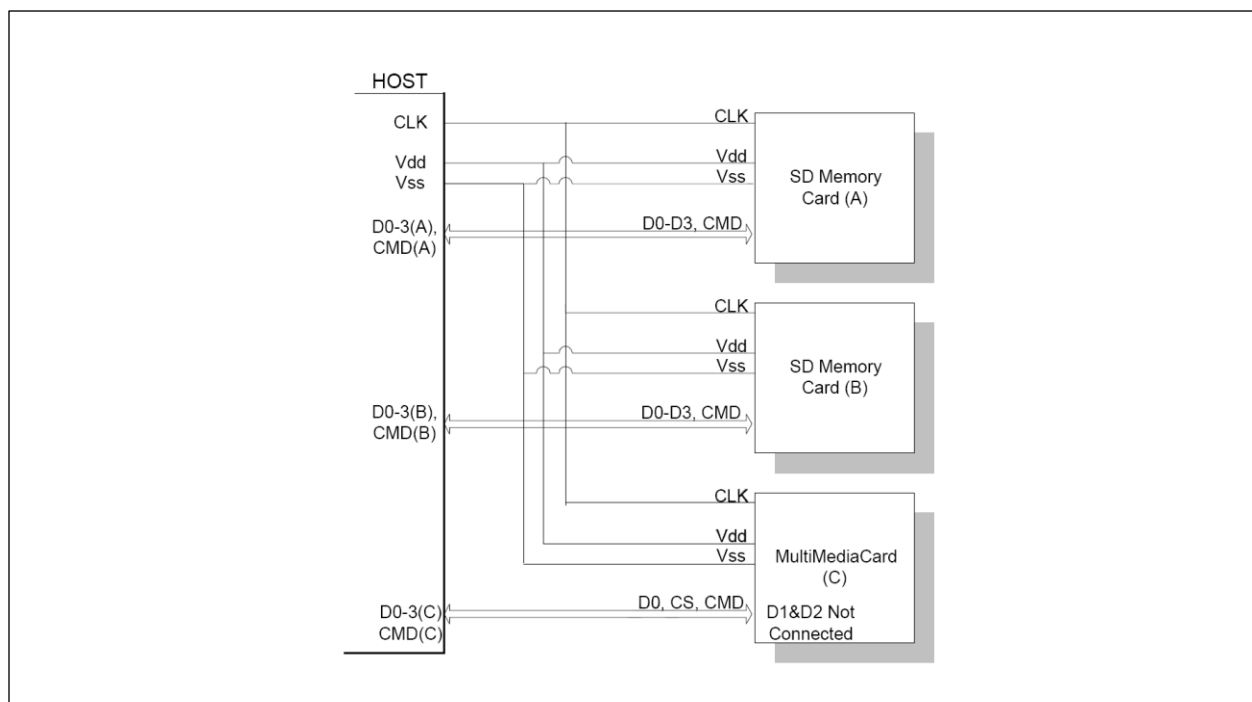 HOST
CLK
CLK
Vdd
Vdd
Vss
Vss
SD Memory
Card (A)
D0-3(A),
CMD(A)
D0-D3, CMD
CLK
Vdd
Vss
SD Memory
Card (B)
D0-3(B),
CMD(B)
D0-D3, CMD
CLK
Vdd
Vss
MultiMediaCard
(C)
D0-3(C)
CMD(C)
D0, CS, CMD
D1&D2 Not
Connected